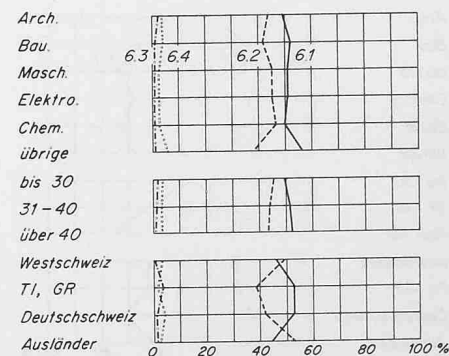 Arch.
Bau.
6.3 6.4 6.2 6.1
Masch.
Elektro.
Chem.
übrige
bis 30
31-40
über 40
Westschweiz
TI, GR
Deutschschweiz
Ausländer
0 20 40 60 80 100 %